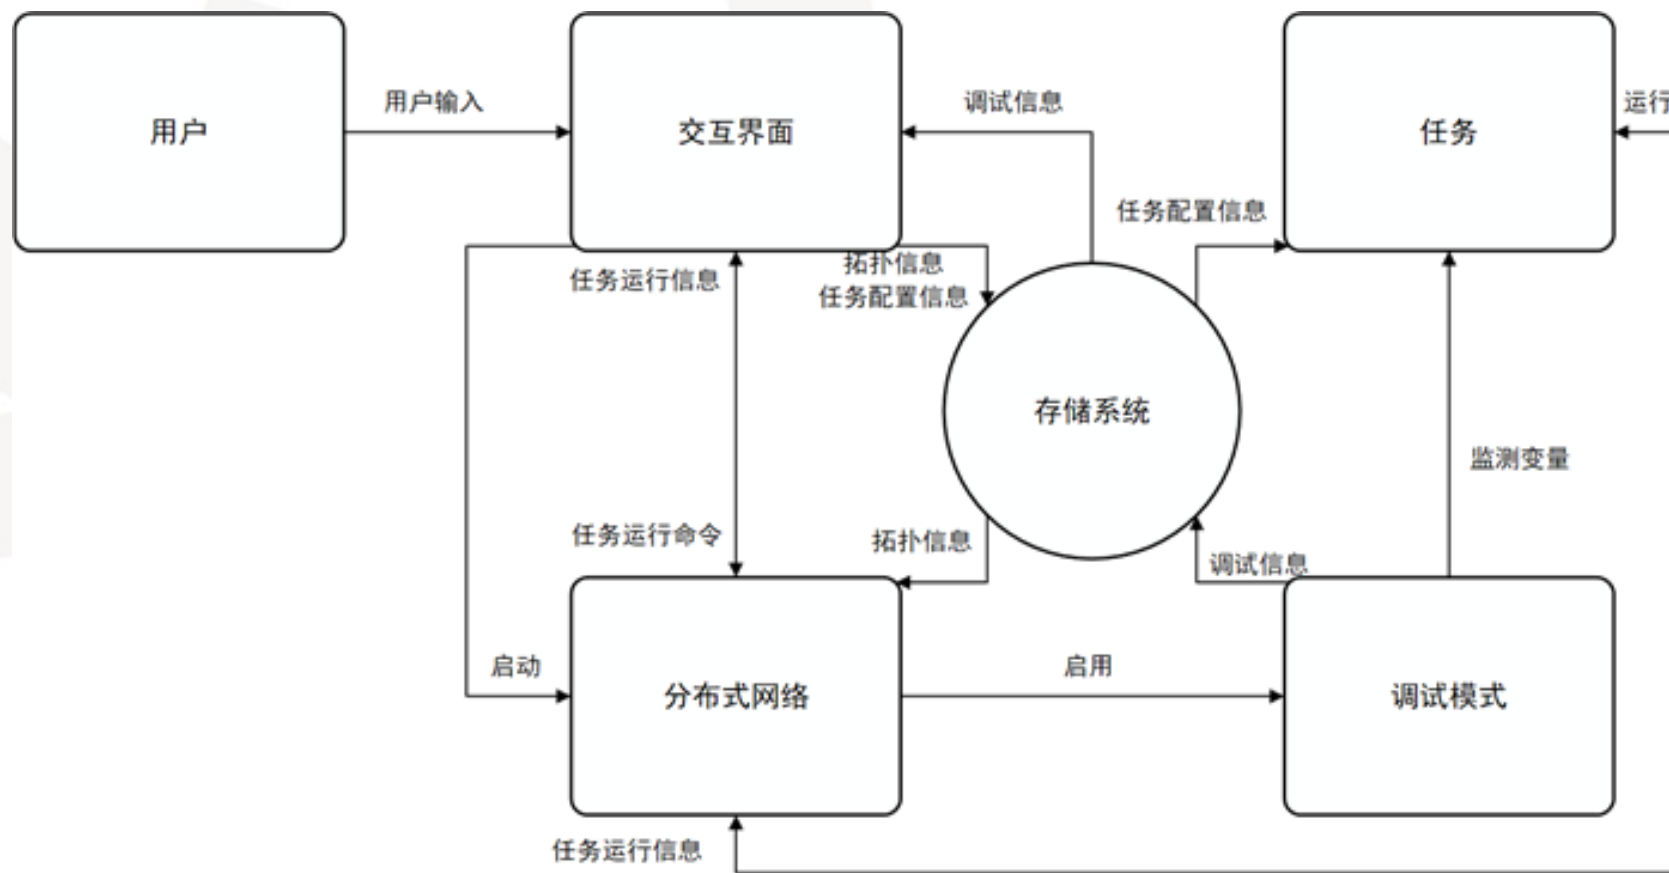 用户
用户输入
交互界面
调试信息
任务
运行
任务配置信息
任务运行信息
拓扑信息
任务配置信息
存储系统
监测变量
任务运行命令
拓扑信息
调试信息
启动
分布式网络
启用
调试模式
任务运行信息